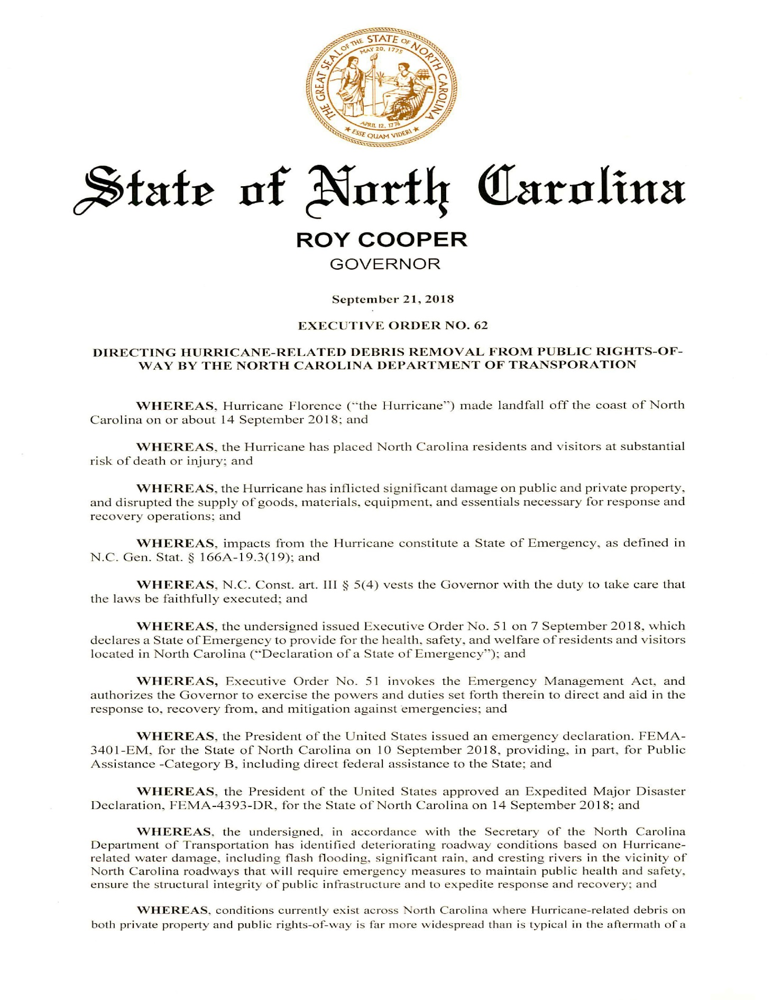 THE GREAT SEAL OF THE STATE OF NORTH CAROLINA
MAY 20, 1775
APRIL 12, 1776
★ ESSE QUAM VIDERI ★
State of North Carolina
ROY COOPER
GOVERNOR
September 21, 2018
EXECUTIVE ORDER NO. 62
DIRECTING HURRICANE-RELATED DEBRIS REMOVAL FROM PUBLIC RIGHTS-OF-
WAY BY THE NORTH CAROLINA DEPARTMENT OF TRANSPORATION
WHEREAS, Hurricane Florence (“the Hurricane”) made landfall off the coast of North
Carolina on or about 14 September 2018; and
WHEREAS, the Hurricane has placed North Carolina residents and visitors at substantial
risk of death or injury; and
WHEREAS, the Hurricane has inflicted significant damage on public and private property,
and disrupted the supply of goods, materials, equipment, and essentials necessary for response and
recovery operations; and
WHEREAS, impacts from the Hurricane constitute a State of Emergency, as defined in
N.C. Gen. Stat. § 166A-19.3(19); and
WHEREAS, N.C. Const. art. III § 5(4) vests the Governor with the duty to take care that
the laws be faithfully executed; and
WHEREAS, the undersigned issued Executive Order No. 51 on 7 September 2018, which
declares a State of Emergency to provide for the health, safety, and welfare of residents and visitors
located in North Carolina (“Declaration of a State of Emergency”); and
WHEREAS, Executive Order No. 51 invokes the Emergency Management Act, and
authorizes the Governor to exercise the powers and duties set forth therein to direct and aid in the
response to, recovery from, and mitigation against emergencies; and
WHEREAS, the President of the United States issued an emergency declaration. FEMA-
3401-EM, for the State of North Carolina on 10 September 2018, providing, in part, for Public
Assistance -Category B, including direct federal assistance to the State; and
WHEREAS, the President of the United States approved an Expedited Major Disaster
Declaration, FEMA-4393-DR, for the State of North Carolina on 14 September 2018; and
WHEREAS, the undersigned, in accordance with the Secretary of the North Carolina
Department of Transportation has identified deteriorating roadway conditions based on Hurricane-
related water damage, including flash flooding, significant rain, and cresting rivers in the vicinity of
North Carolina roadways that will require emergency measures to maintain public health and safety,
ensure the structural integrity of public infrastructure and to expedite response and recovery; and
WHEREAS, conditions currently exist across North Carolina where Hurricane-related debris on
both private property and public rights-of-way is far more widespread than is typical in the aftermath of a